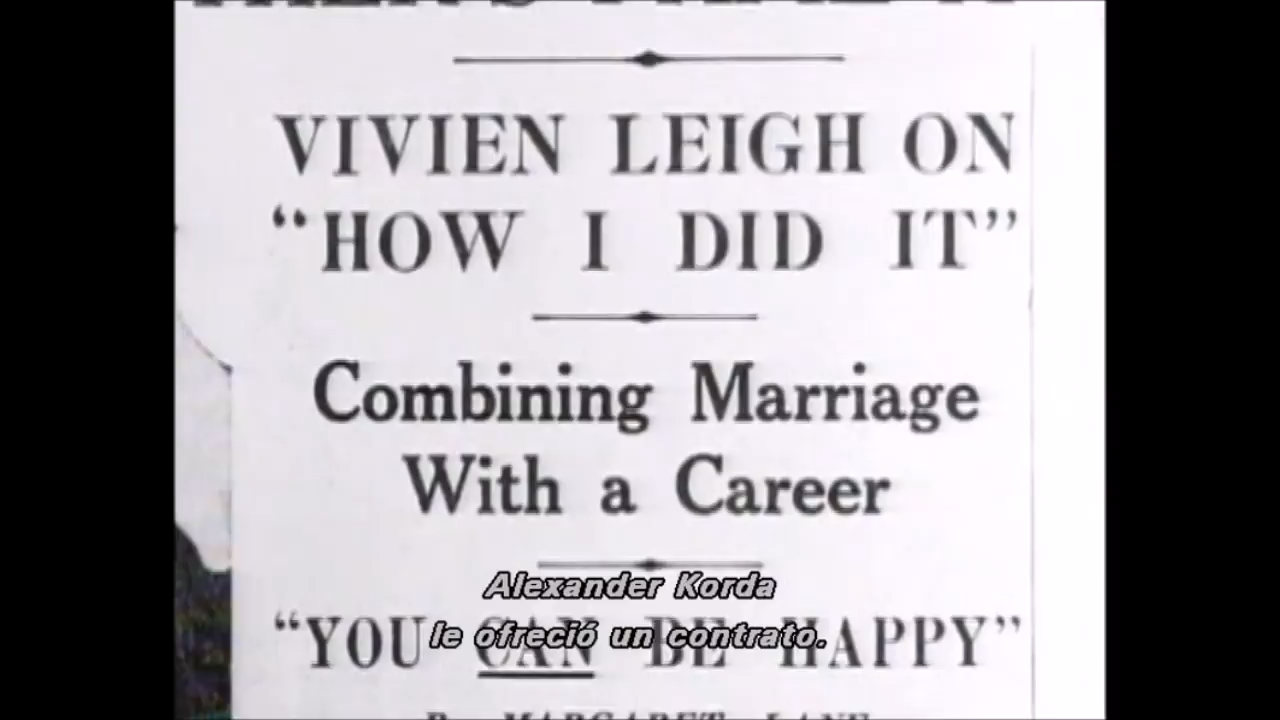 VIVIEN LEIGH ON
“HOW I DID IT”
Combining Marriage
With a Career
Alexander Korda
le ofreció un contrato.
“YOU CAN BE HAPPY”